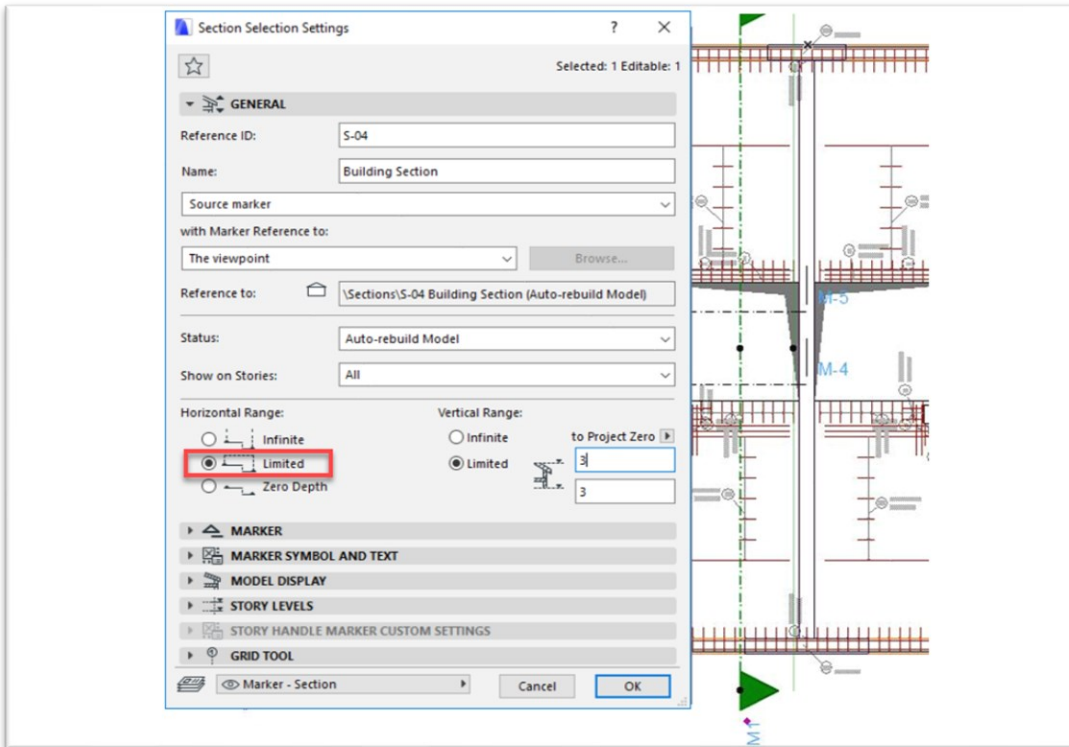 Section Selection Settings
Selected: 1 Editable: 1
GENERAL
Reference ID: S-04
Name: Building Section
Source marker
with Marker Reference to:
The viewpoint Browse...
Reference to: \Sections\S-04 Building Section (Auto-rebuild Model)
Status: Auto-rebuild Model
Show on Stories: All
Horizontal Range: Vertical Range:
Infinite Infinite to Project Zero
Limited Limited 3
Zero Depth 3
MARKER
MARKER SYMBOL AND TEXT
MODEL DISPLAY
STORY LEVELS
STORY HANDLE MARKER CUSTOM SETTINGS
GRID TOOL
Marker - Section Cancel OK
M-5
M-4
M1